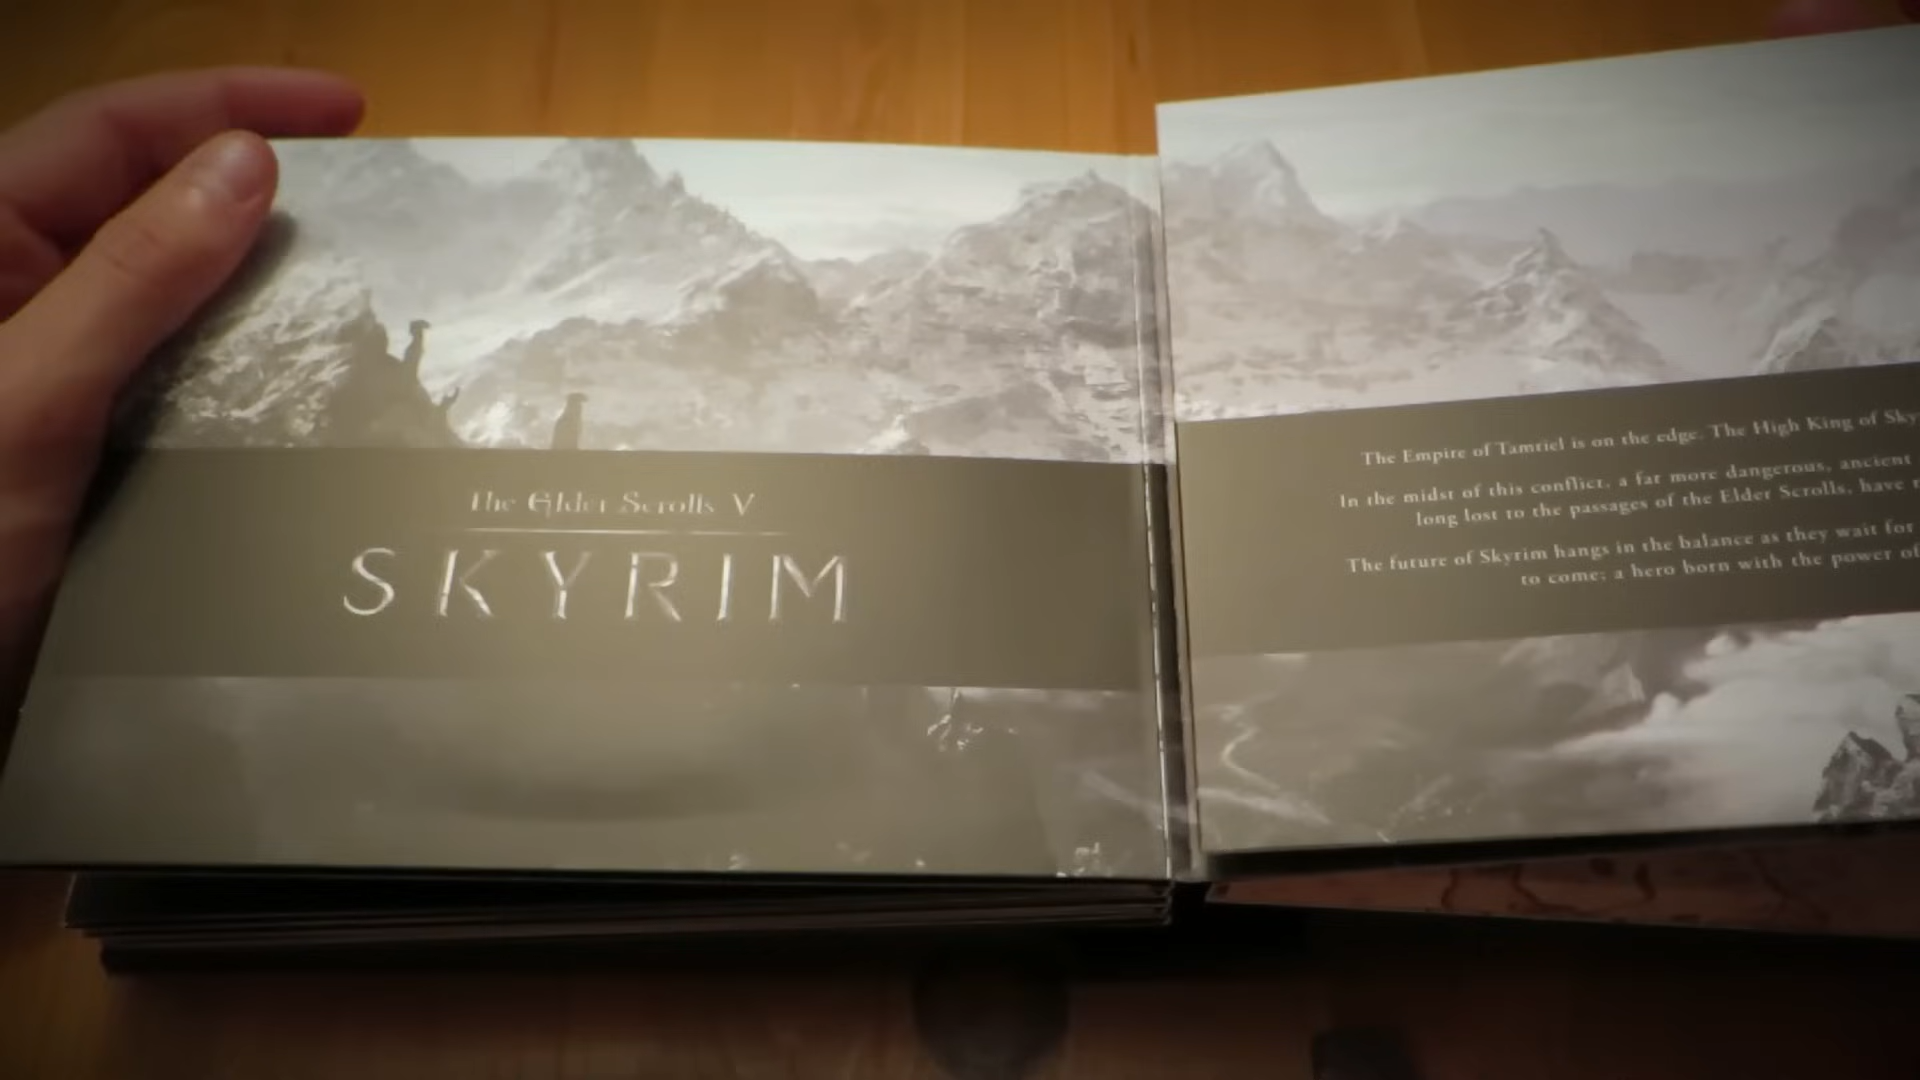 The Elder Scrolls V
SKYRIM
The Empire of Tamriel is on the edge. The High King of Sky
In the midst of this conflict, a far more dangerous, ancient
long lost to the passages of the Elder Scrolls, have
The future of Skyrim hangs in the balance as they wait for
to come; a hero born with the power of